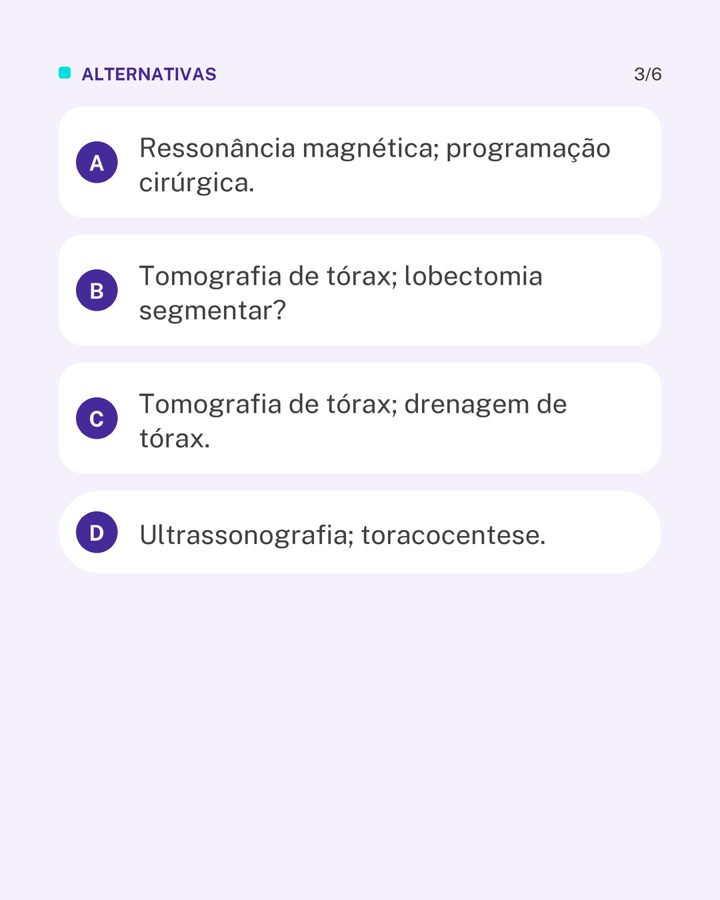 ALTERNATIVAS
3/6
A
Ressonância magnética; programação
cirúrgica.
B
Tomografia de tórax; lobectomia
segmentar?
C
Tomografia de tórax; drenagem de
tórax.
D
Ultrassonografia; toracocentese.